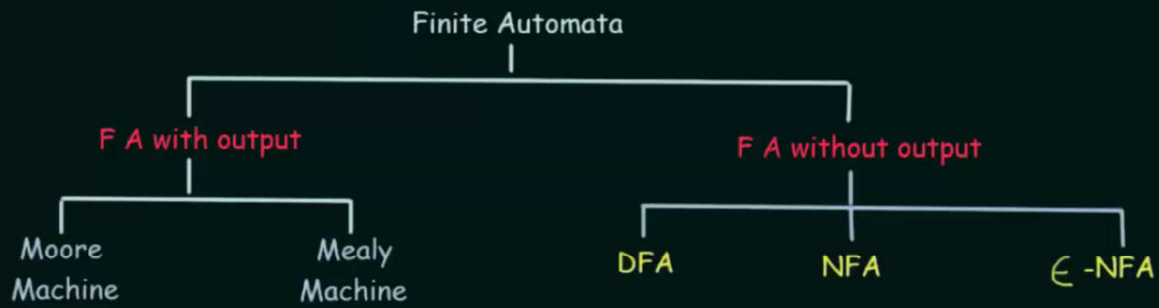 Finite Automata
F A with output
F A without output
Moore
Machine
Mealy
Machine
DFA
NFA
∈ -NFA